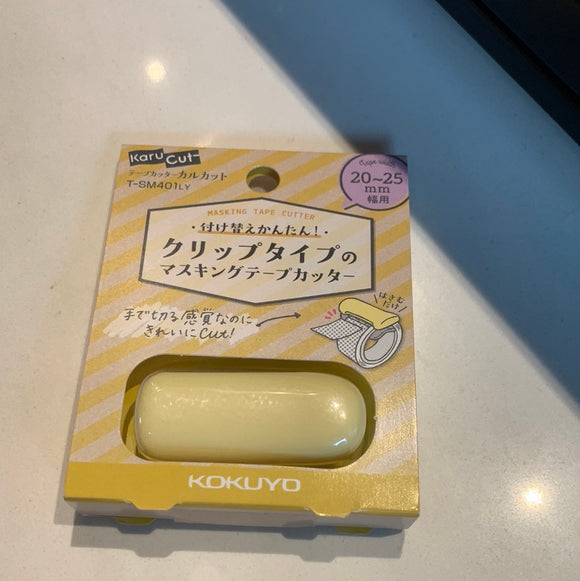 Karu Cut
テープカッターカルカット
T-SM401LY
Tape width
20~25
mm
幅用
MASKING TAPE CUTTER
・付け替えかんたん!・
クリップタイプの
マスキングテープカッター
はさむ
だけ
手で切る感覚なのに
きれいにCut!
KOKUYO